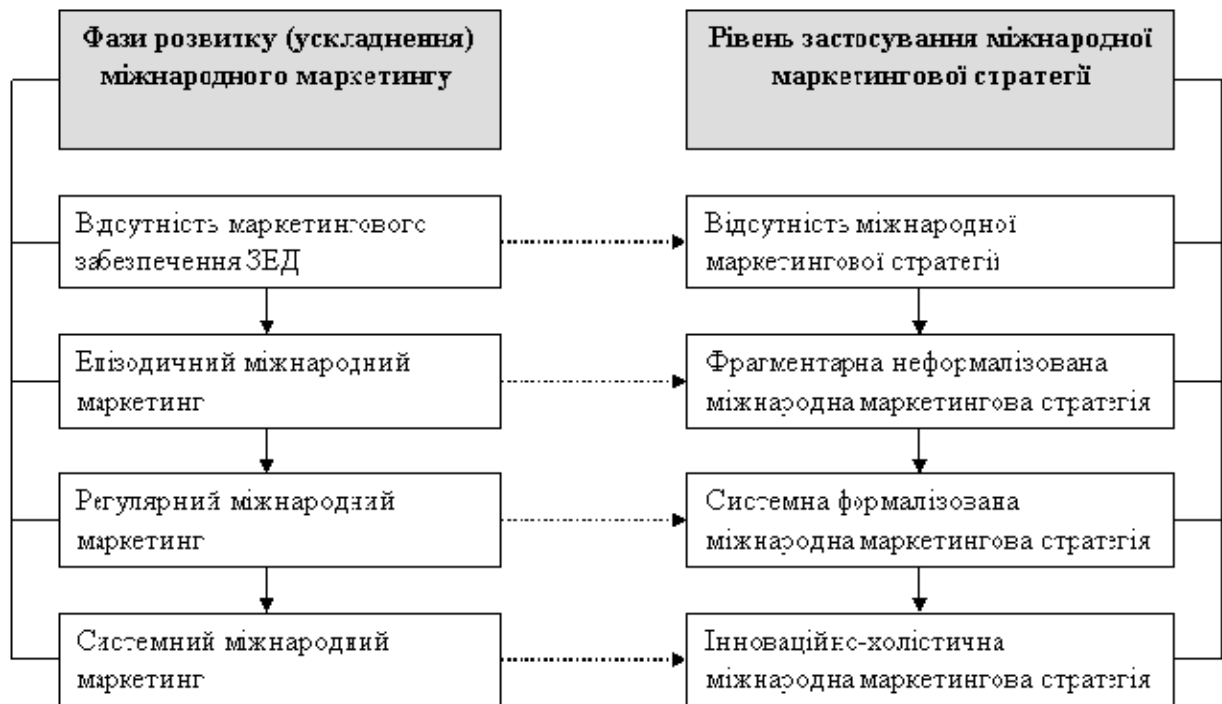 Фази розвитку (ускладнення)
міжнародного маркетингу
Рівень застосування міжнародної
маркетингової стратегії
Відсутність маркетингового
забезпечення ЗЕД
Відсутність міжнародної
маркетингової стратегії
Епізодичний міжнародний
маркетинг
Фрагментарна неформалізована
міжнародна маркетингова стратегія
Регулярний міжнародний
маркетинг
Системна формалізована
міжнародна маркетингова стратегія
Системний міжнародний
маркетинг
Інноваційно-холістична
міжнародна маркетингова стратегія